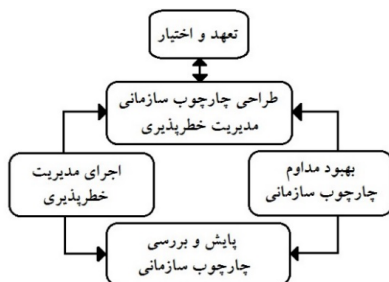 تعهد و اختیار
طراحی چارچوب سازمانی
مدیریت خطرپذیری
اجرای مدیریت
خطرپذیری
بهبود مداوم
چارچوب سازمانی
پایش و بررسی
چارچوب سازمانی